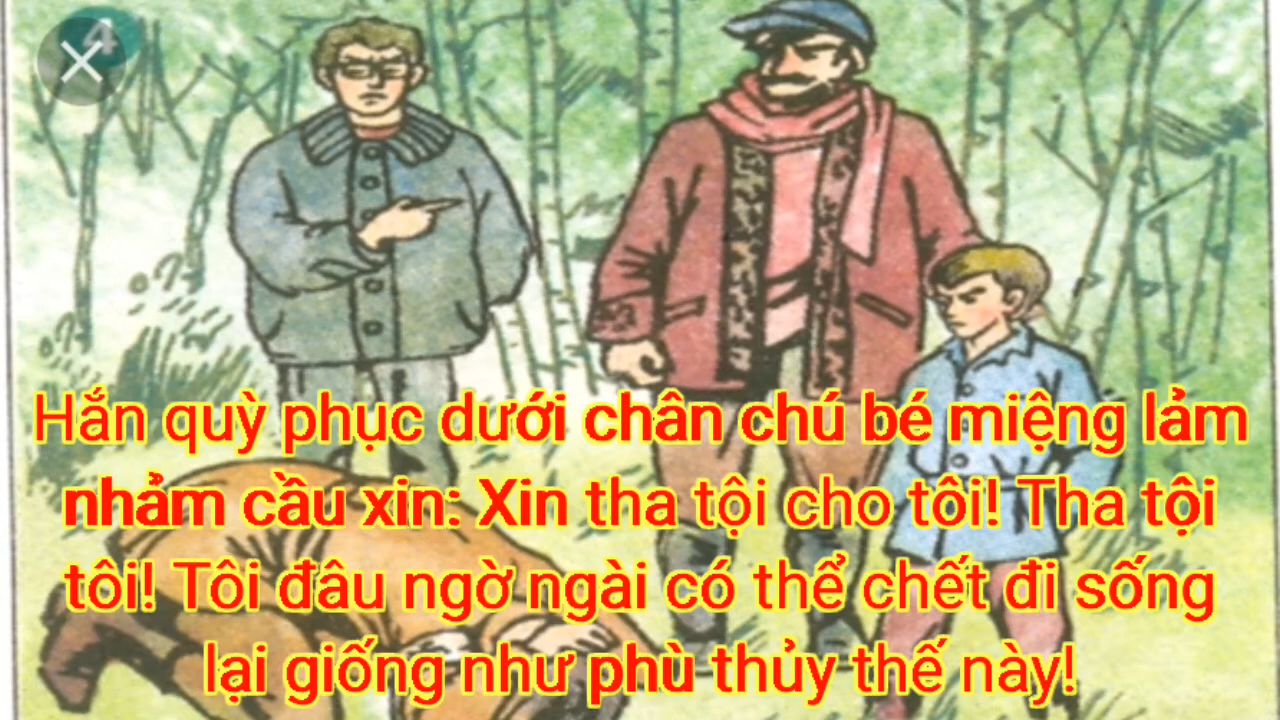 4
Hắn quỳ phục dưới chân chú bé miệng lảm
nhảm cầu xin: Xin tha tội cho tôi! Tha tội
tôi! Tôi đâu ngờ ngài có thể chết đi sống
lại giống như phù thủy thế này!